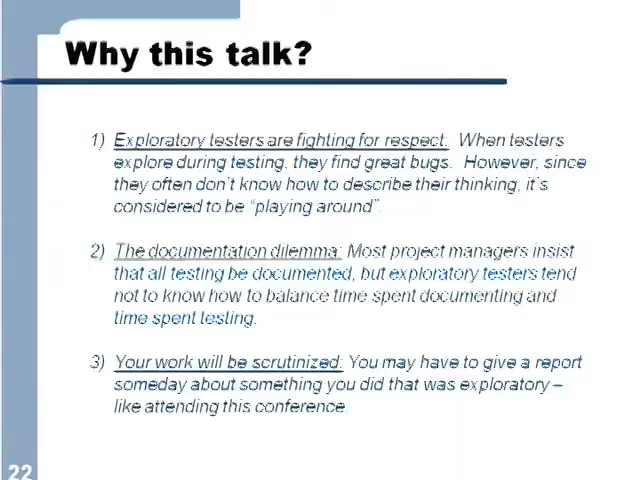 Why this talk?
1) Exploratory testers are fighting for respect: When testers
explore during testing, they find great bugs. However, since
they often don't know how to describe their thinking, it's
considered to be "playing around".
2) The documentation dilemma: Most project managers insist
that all testing be documented, but exploratory testers tend
not to know how to balance time spent documenting and
time spent testing.
3) Your work will be scrutinized: You may have to give a report
someday about something you did that was exploratory –
like attending this conference.
22